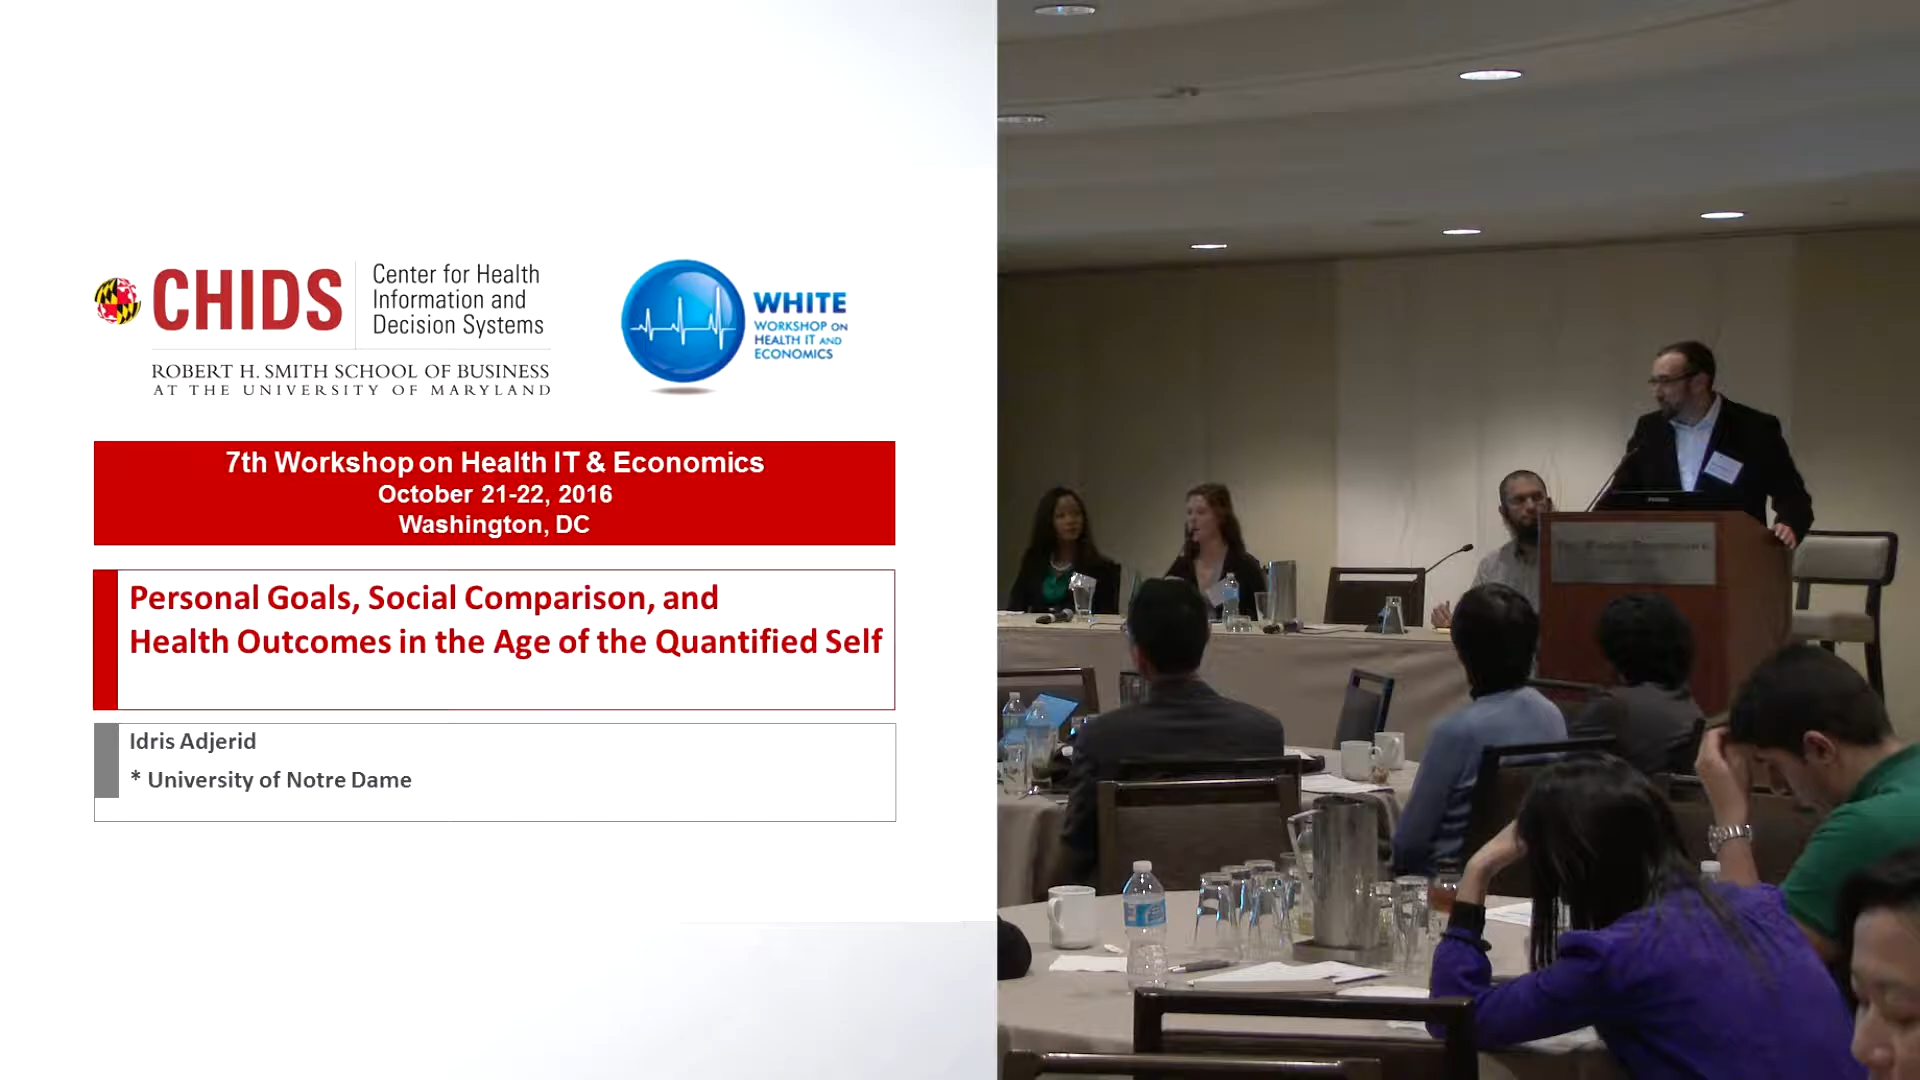 CHIDS
Center for Health
Information and
Decision Systems
ROBERT H. SMITH SCHOOL OF BUSINESS
AT THE UNIVERSITY OF MARYLAND
WHITE
WORKSHOP ON
HEALTH IT AND
ECONOMICS
7th Workshop on Health IT & Economics
October 21-22, 2016
Washington, DC
Personal Goals, Social Comparison, and
Health Outcomes in the Age of the Quantified Self
Idris Adjerid
* University of Notre Dame